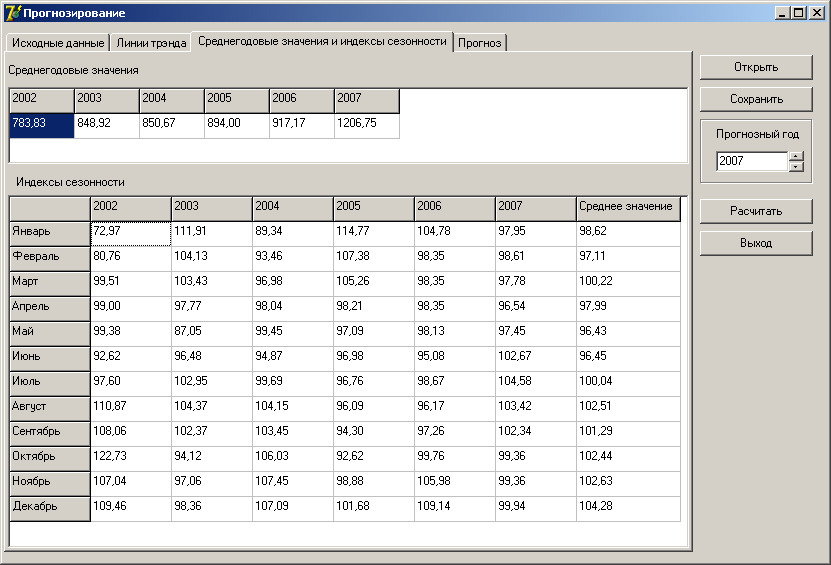 Прогнозирование
Исходные данные Линии трэнда Среднегодовые значения и индексы сезонности Прогноз
Среднегодовые значения
2002 2003 2004 2005 2006 2007
783,83 848,92 850,67 894,00 917,17 1206,75
Индексы сезонности
2002 2003 2004 2005 2006 2007 Среднее значение
Январь 72,97 111,91 89,34 114,77 104,78 97,95 98,62
Февраль 80,76 104,13 93,46 107,38 98,35 98,61 97,11
Март 99,51 103,43 96,98 105,26 98,35 97,78 100,22
Апрель 99,00 97,77 98,04 98,21 98,35 96,54 97,99
Май 99,38 87,05 99,45 97,09 98,13 97,45 96,43
Июнь 92,62 96,48 94,87 96,98 95,08 102,67 96,45
Июль 97,60 102,95 99,69 96,76 98,67 104,58 100,04
Август 110,87 104,37 104,15 96,09 96,17 103,42 102,51
Сентябрь 108,06 102,37 103,45 94,30 97,26 102,34 101,29
Октябрь 122,73 94,12 106,03 92,62 99,76 99,36 102,44
Ноябрь 107,04 97,06 107,45 98,88 105,98 99,36 102,63
Декабрь 109,46 98,36 107,09 101,68 109,14 99,94 104,28
Открыть
Сохранить
Прогнозный год
2007
Расчитать
Выход